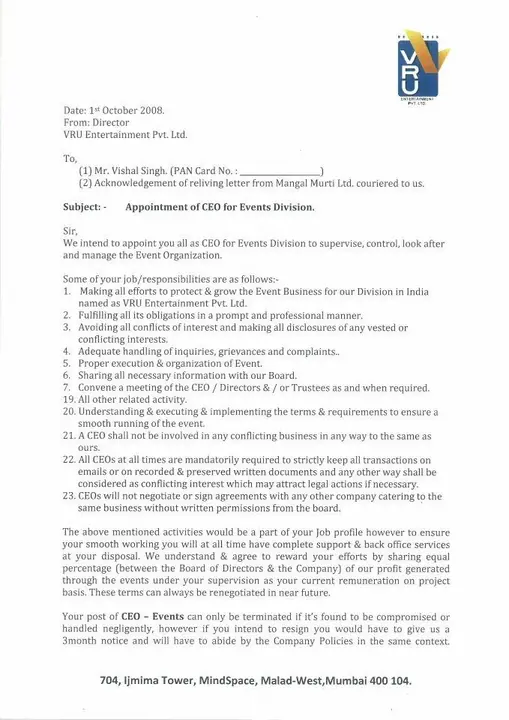 VRU
ENTERTAINMENT
PVT. LTD.
Date: 1st October 2008.
From: Director
VRU Entertainment Pvt. Ltd.
To,
(1) Mr. Vishal Singh. (PAN Card No. : ________________)
(2) Acknowledgement of reliving letter from Mangal Murti Ltd. couriered to us.
Subject: - Appointment of CEO for Events Division.
Sir,
We intend to appoint you all as CEO for Events Division to supervise, control, look after
and manage the Event Organization.
Some of your job/responsibilities are as follows:-
1. Making all efforts to protect & grow the Event Business for our Division in India
named as VRU Entertainment Pvt. Ltd.
2. Fulfilling all its obligations in a prompt and professional manner.
3. Avoiding all conflicts of interest and making all disclosures of any vested or
conflicting interests.
4. Adequate handling of inquiries, grievances and complaints..
5. Proper execution & organization of Event.
6. Sharing all necessary information with our Board.
7. Convene a meeting of the CEO / Directors & / or Trustees as and when required.
19. All other related activity.
20. Understanding & executing & implementing the terms & requirements to ensure a
smooth running of the event.
21. A CEO shall not be involved in any conflicting business in any way to the same as
ours.
22. All CEOs at all times are mandatorily required to strictly keep all transactions on
emails or on recorded & preserved written documents and any other way shall be
considered as conflicting interest which may attract legal actions if necessary.
23. CEOs will not negotiate or sign agreements with any other company catering to the
same business without written permissions from the board.
The above mentioned activities would be a part of your Job profile however to ensure
your smooth working you will at all time have complete support & back office services
at your disposal. We understand & agree to reward your efforts by sharing equal
percentage (between the Board of Directors & the Company) of our profit generated
through the events under your supervision as your current remuneration on project
basis. These terms can always be renegotiated in near future.
Your post of CEO – Events can only be terminated if it's found to be compromised or
handled negligently, however if you intend to resign you would have to give us a
3month notice and will have to abide by the Company Policies in the same context.
704, Ijmima Tower, MindSpace, Malad-West,Mumbai 400 104.